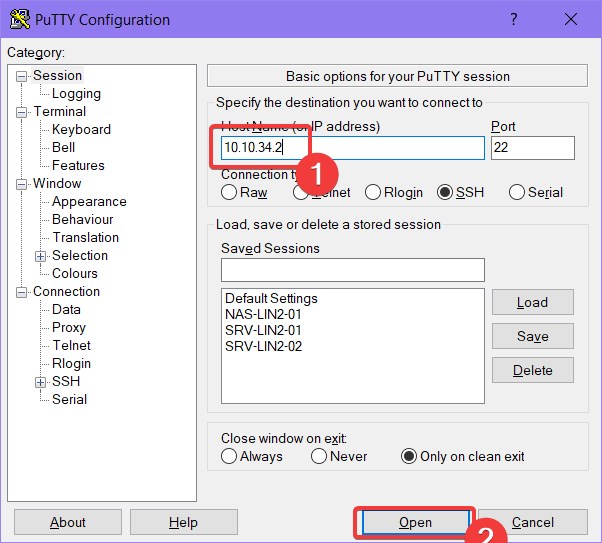 PuTTY Configuration
?
Category:
Session
Logging
Terminal
Keyboard
Bell
Features
Window
Appearance
Behaviour
Translation
Selection
Colours
Connection
Data
Proxy
Telnet
Rlogin
SSH
Serial
Basic options for your PuTTY session
Specify the destination you want to connect to
Host Name (or IP address) Port
10.10.34.2 22
1
Connection
Raw Telnet Rlogin SSH Serial
Load, save or delete a stored session
Saved Sessions
Default Settings
NAS-LIN2-01
SRV-LIN2-01
SRV-LIN2-02
Load
Save
Delete
Close window on exit:
Always Never Only on clean exit
About Help Open Cancel
2